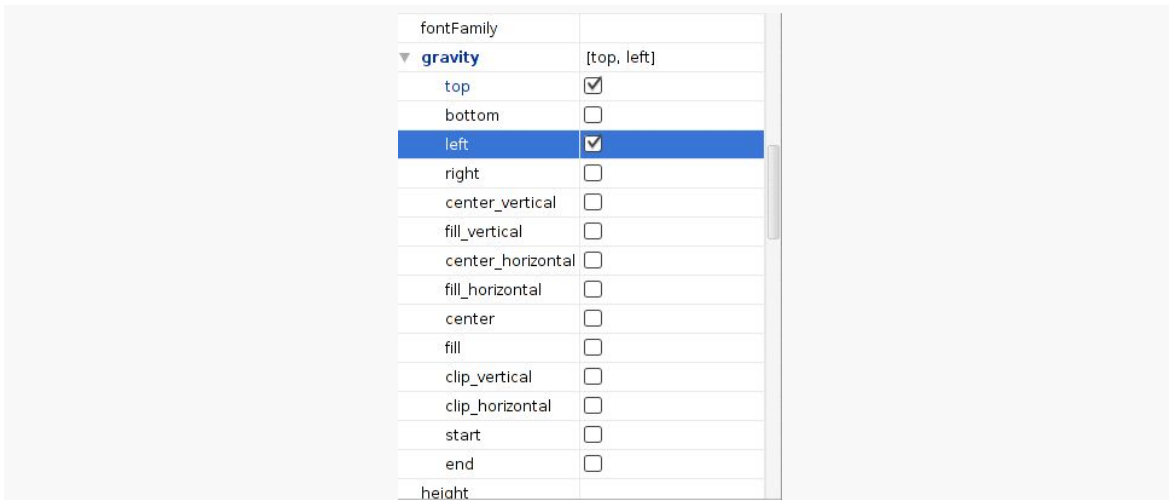 fontFamily
gravity [top, left]
top
bottom
left
right
center_vertical
fill_vertical
center_horizontal
fill_horizontal
center
fill
clip_vertical
clip_horizontal
start
end
height